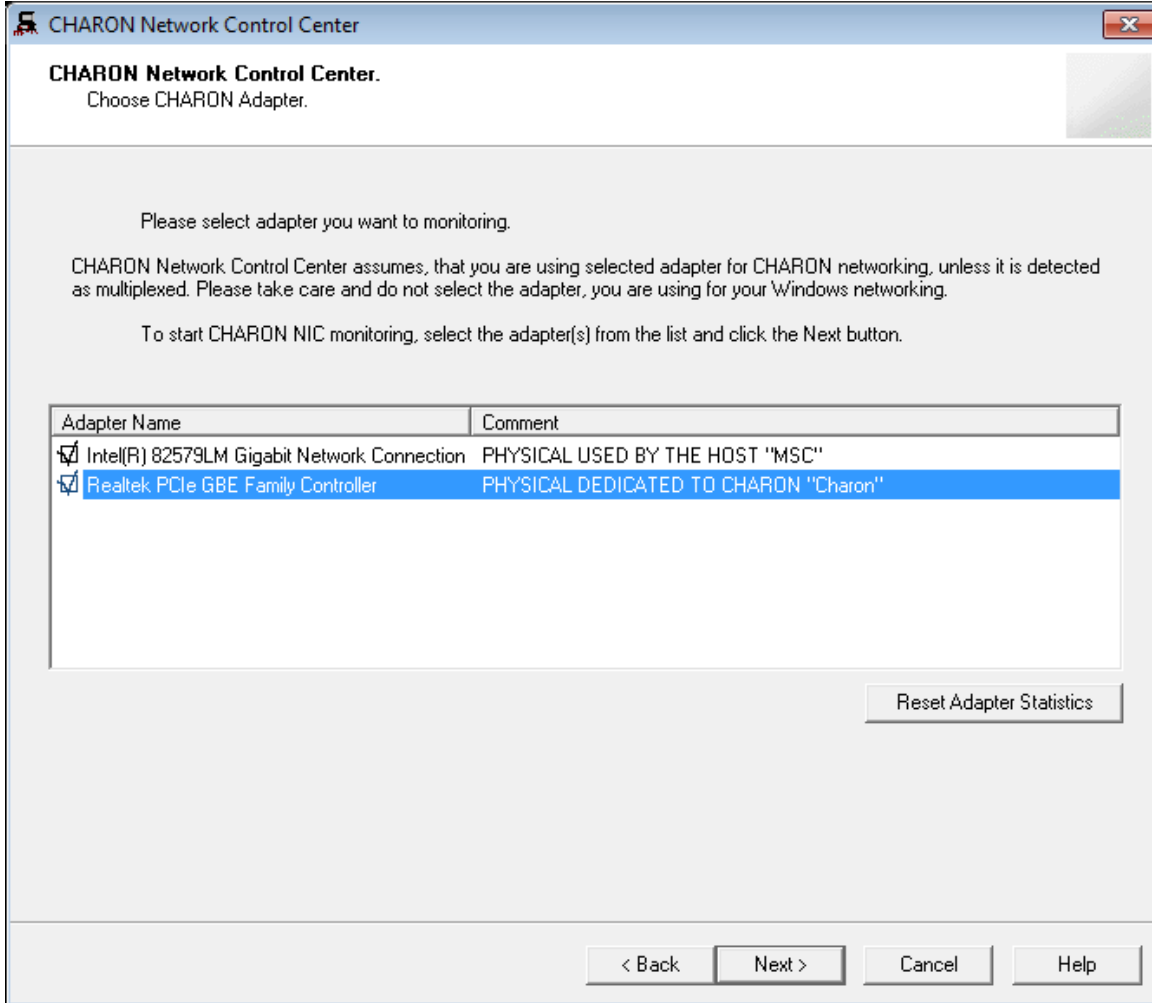 CHARON Network Control Center
CHARON Network Control Center.
Choose CHARON Adapter.
Please select adapter you want to monitoring.
CHARON Network Control Center assumes, that you are using selected adapter for CHARON networking, unless it is detected
as multiplexed. Please take care and do not select the adapter, you are using for your Windows networking.
To start CHARON NIC monitoring, select the adapter(s) from the list and click the Next button.
Adapter Name Comment
Intel(R) 82579LM Gigabit Network Connection PHYSICAL USED BY THE HOST "MSC"
Realtek PCIe GBE Family Controller PHYSICAL DEDICATED TO CHARON "Charon"
Reset Adapter Statistics
< Back Next > Cancel Help